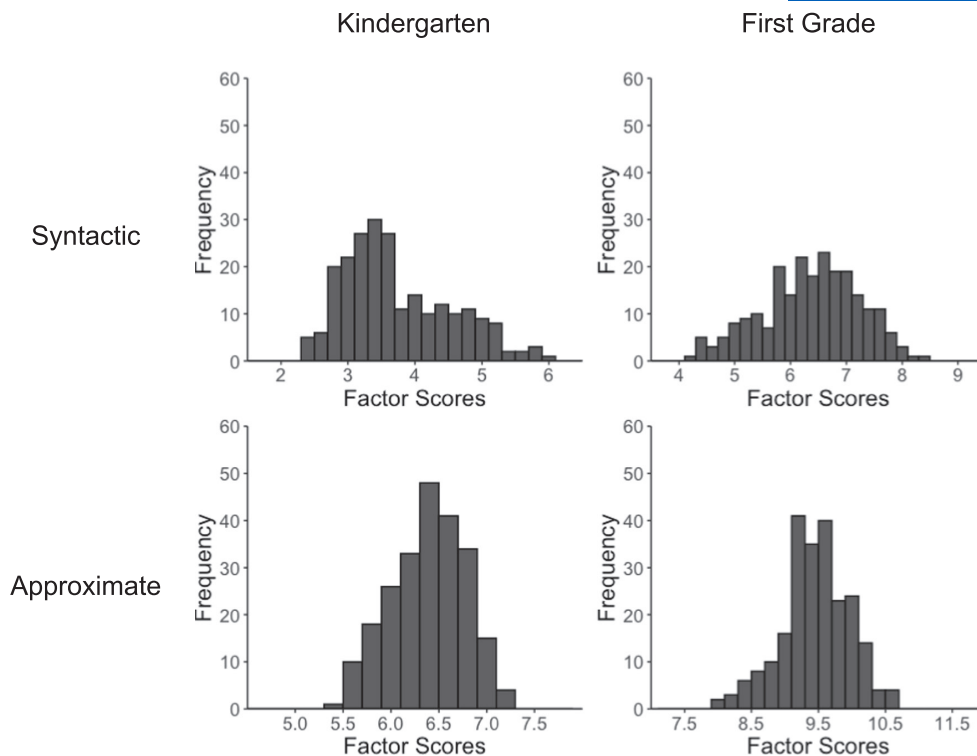 Kindergarten First Grade
60 60
50 50
40 40
Syntactic Frequency 30 Frequency 30
20 20
10 10
0 0
2 3 4 5 6 4 5 6 7 8 9
Factor Scores Factor Scores
60 60
50 50
40 40
Approximate Frequency 30 Frequency 30
20 20
10 10
0 0
5.0 5.5 6.0 6.5 7.0 7.5 7.5 8.5 9.5 10.5 11.5
Factor Scores Factor Scores